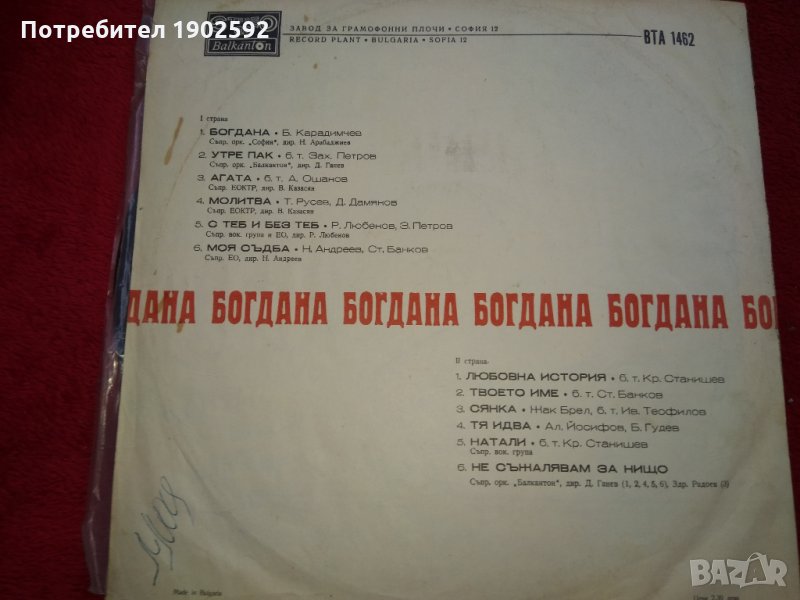 Потребител 1902592
Balkanton
ЗАВОД ЗА ГРАМОФОННИ ПЛОЧИ • СОФИЯ 12
RECORD PLANT • BULGARIA • SOFIA 12
ВТА 1462
I страна
1. БОГДАНА • Б. Карадимчев
Съпр. орк. „София“, дир. Н. Арабаджиев
2. УТРЕ ПАК • б. т. Зах. Петров
Съпр. орк. „Балкантон“, дир. Д. Ганев
3. АГАТА • б. т. А. Ошанов
Съпр. ЕОКТР, дир. В. Казасян
4. МОЛИТВА • Т. Русев, Д. Дамянов
Съпр. ЕОКТР, дир. В. Казасян
5. С ТЕБ И БЕЗ ТЕБ • Р. Любенов, З. Петров
Съпр. вок. група и ЕО, дир. Р. Любенов
6. МОЯ СЪДБА • Н. Андреев, Ст. Банков
Съпр. ЕО, дир. Н. Андреев
ДАНА БОГДАНА БОГДАНА БОГДАНА БОГДАНА БОГ
II страна
1. ЛЮБОВНА ИСТОРИЯ • б. т. Кр. Станишев
2. ТВОЕТО ИМЕ • б. т. Ст. Банков
3. СЯНКА • Жак Брел, б. т. Ив. Теофилов
4. ТЯ ИДВА • Ал. Йосифов, Б. Гудев
5. НАТАЛИ • б. т. Кр. Станишев
Съпр. вок. група
6. НЕ СЪЖАЛЯВАМ ЗА НИЩО
Съпр. орк. „Балкантон“, дир. Д. Ганев (1, 2, 4, 5, 6), Здр. Радоев (3)
Made in Bulgaria
Цена
BAZAR